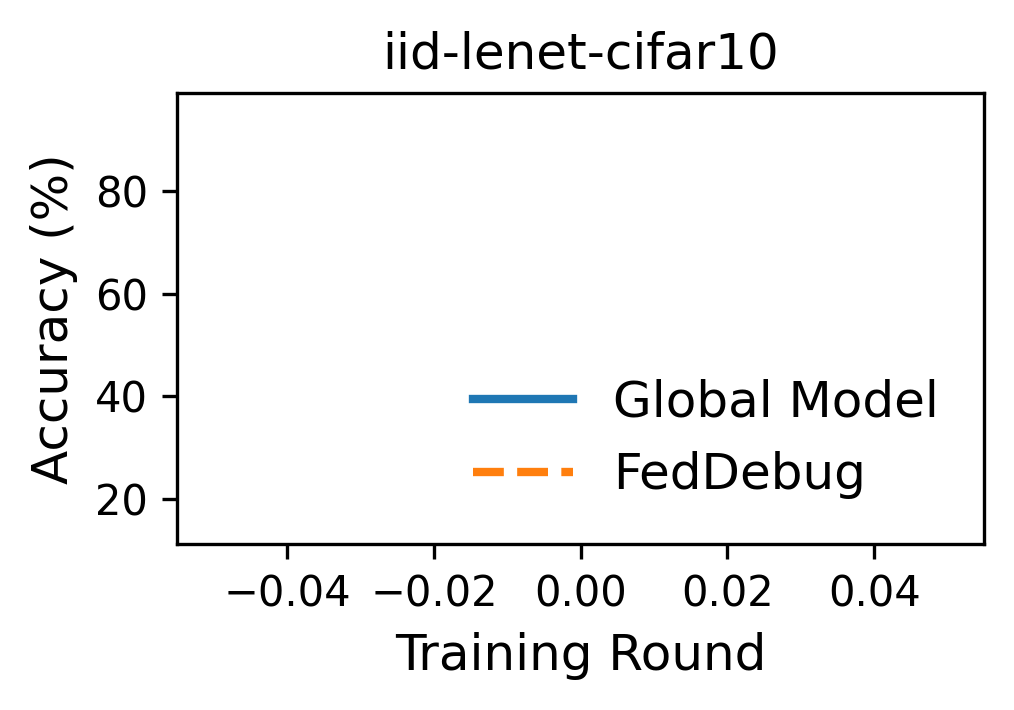 iid-lenet-cifar10
Accuracy (%)
80
60
40
20
Global Model
FedDebug
−0.04 −0.02 0.00 0.02 0.04
Training Round